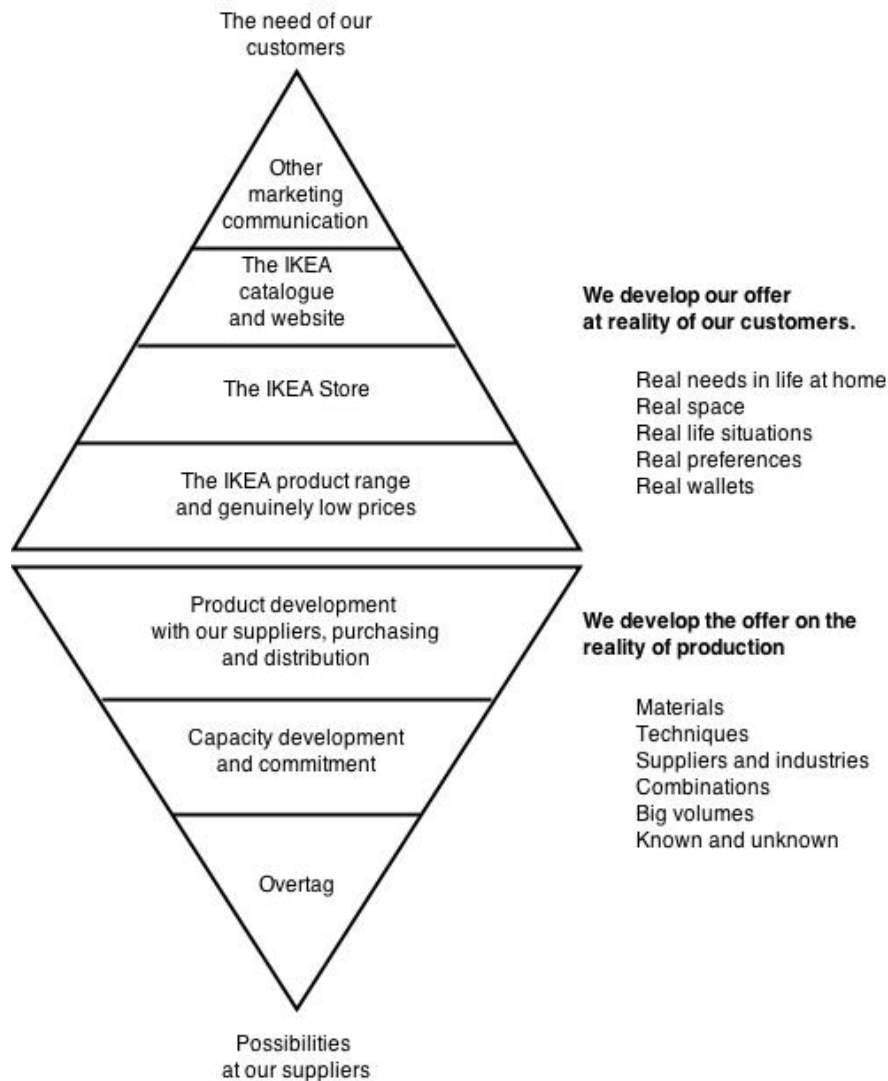 The need of our
customers
Other
marketing
communication
The IKEA
catalogue
and website
The IKEA Store
The IKEA product range
and genuinely low prices
We develop our offer
at reality of our customers.
Real needs in life at home
Real space
Real life situations
Real preferences
Real wallets
Product development
with our suppliers, purchasing
and distribution
Capacity development
and commitment
Overtag
Possibilities
at our suppliers
We develop the offer on the
reality of production
Materials
Techniques
Suppliers and industries
Combinations
Big volumes
Known and unknown